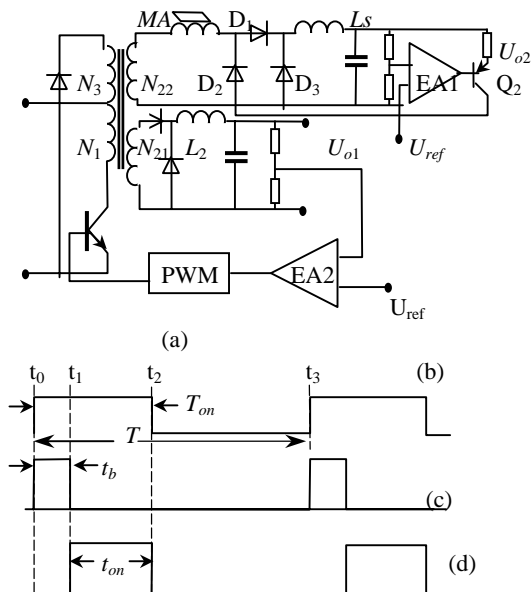 MA D₁ Ls
N₃ N₂₂ D₂ D₃ EA1 Uₒ₂
Q₂
N₁ N₂₁ L₂ Uₒ₁ Uref
PWM EA2
Uref
(a)
t₀ t₁ t₂ t₃ (b)
Tₒₙ
T
t_b
(c)
tₒₙ (d)